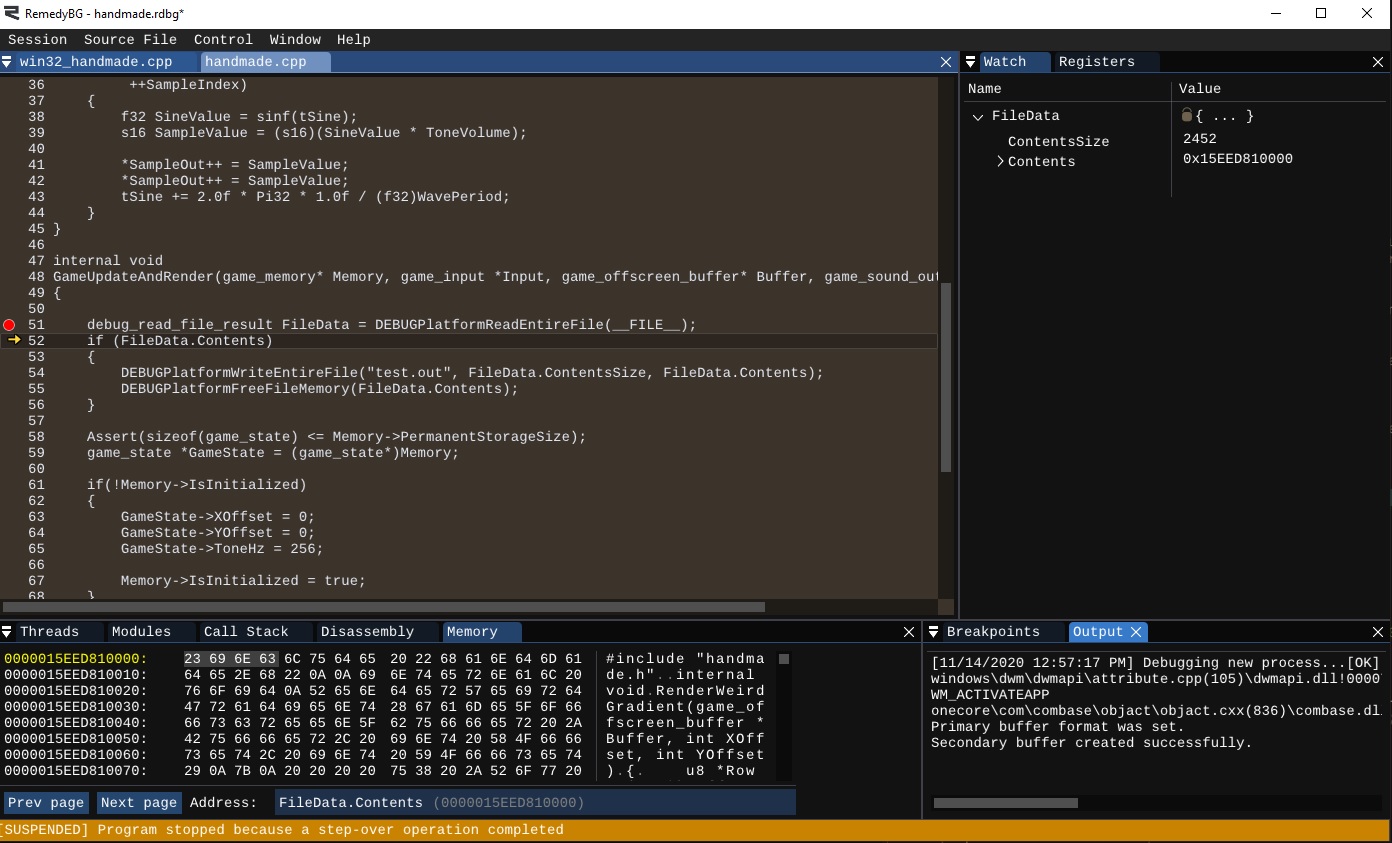 RemedyBG - handmade.rdbg*
Session Source File Control Window Help
win32_handmade.cpp handmade.cpp
36 ++SampleIndex)
37 {
38 f32 SineValue = sinf(tSine);
39 s16 SampleValue = (s16)(SineValue * ToneVolume);
40
41 *SampleOut++ = SampleValue;
42 *SampleOut++ = SampleValue;
43 tSine += 2.0f * Pi32 * 1.0f / (f32)WavePeriod;
44 }
45 }
46
47 internal void
48 GameUpdateAndRender(game_memory* Memory, game_input *Input, game_offscreen_buffer* Buffer, game_sound_out
49 {
50
51 debug_read_file_result FileData = DEBUGPlatformReadEntireFile(__FILE__);
52 if (FileData.Contents)
53 {
54 DEBUGPlatformWriteEntireFile("test.out", FileData.ContentsSize, FileData.Contents);
55 DEBUGPlatformFreeFileMemory(FileData.Contents);
56 }
57
58 Assert(sizeof(game_state) <= Memory->PermanentStorageSize);
59 game_state *GameState = (game_state*)Memory;
60
61 if(!Memory->IsInitialized)
62 {
63 GameState->XOffset = 0;
64 GameState->YOffset = 0;
65 GameState->ToneHz = 256;
66
67 Memory->IsInitialized = true;
68 }
Watch Registers
Name Value
FileData { ... }
ContentsSize 2452
Contents 0x15EED810000
Threads Modules Call Stack Disassembly Memory
0000015EED810000: 23 69 6E 63 6C 75 64 65 20 22 68 61 6E 64 6D 61 #include "handma
0000015EED810010: 64 65 2E 68 22 0A 0A 69 6E 74 65 72 6E 61 6C 20 de.h"..internal
0000015EED810020: 76 6F 69 64 0A 52 65 6E 64 65 72 57 65 69 72 64 void.RenderWeird
0000015EED810030: 47 72 61 64 69 65 6E 74 28 67 61 6D 65 5F 6F 66 Gradient(game_of
0000015EED810040: 66 73 63 72 65 65 6E 5F 62 75 66 66 65 72 20 2A fscreen_buffer *
0000015EED810050: 42 75 66 66 65 72 2C 20 69 6E 74 20 58 4F 66 66 Buffer, int XOff
0000015EED810060: 73 65 74 2C 20 69 6E 74 20 59 4F 66 66 73 65 74 set, int YOffset
0000015EED810070: 29 0A 7B 0A 20 20 20 20 75 38 20 2A 52 6F 77 20 ).{. u8 *Row
Prev page Next page Address: FileData.Contents (0000015EED810000)
Breakpoints Output
[11/14/2020 12:57:17 PM] Debugging new process...[OK]
windows\dwm\dwmapi\attribute.cpp(105)\dwmapi.dll!0000
WM_ACTIVATEAPP
onecore\com\combase\objact\objact.cxx(836)\combase.dl
Primary buffer format was set.
Secondary buffer created successfully.
[SUSPENDED] Program stopped because a step-over operation completed